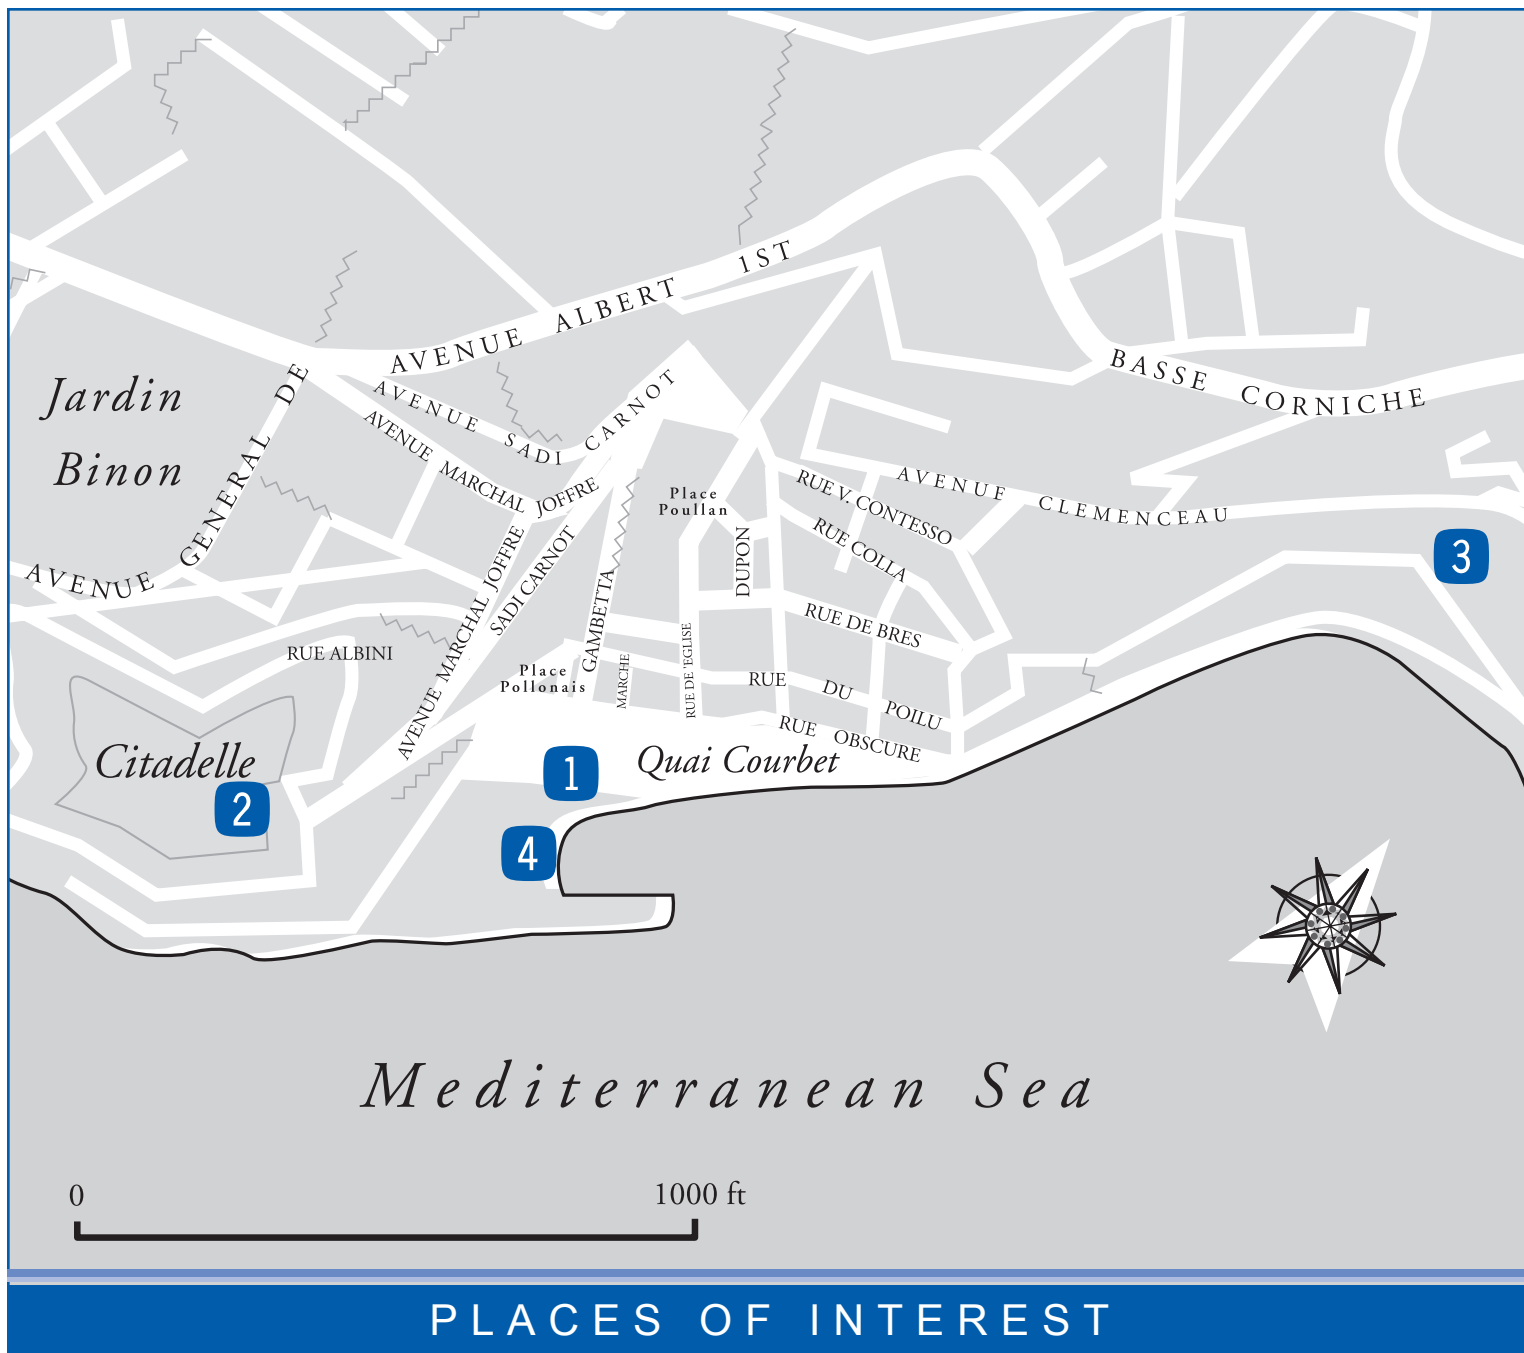 AVENUE ALBERT 1ST
BASSE CORNICHE
Jardin
Binon
AVENUE GENERAL DE
AVENUE SADI CARNOT
AVENUE MARCHAL JOFFRE
AVENUE MARCHAL JOFFRE
SADI CARNOT
GAMBETTA
MARCHE
Place
Poullan
DUPON
RUE DE 'EGLISE
RUE V. CONTESSO
AVENUE CLEMENCEAU
RUE COLLA
3
RUE DE BRES
RUE ALBINI
Place
Pollonais
RUE DU POILU
RUE OBSCURE
Citadelle
2
1
Quai Courbet
4
Mediterranean Sea
0
1000 ft
PLACES OF INTEREST